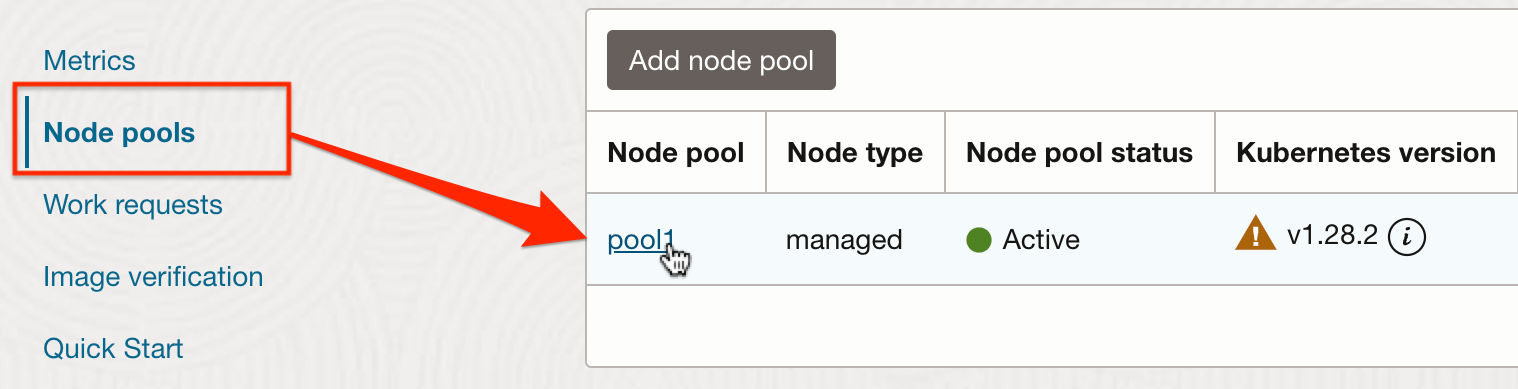 Metrics
Node pools
Work requests
Image verification
Quick Start
Add node pool
Node pool Node type Node pool status Kubernetes version
pool1 managed Active v1.28.2